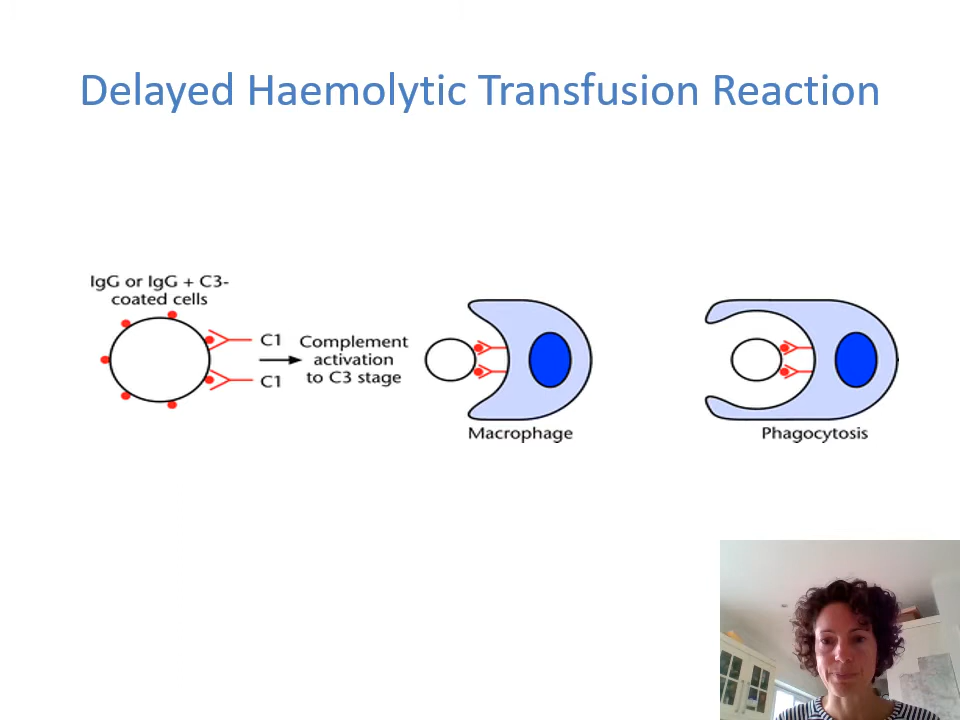 Delayed Haemolytic Transfusion Reaction
IgG or IgG + C3-
coated cells
C1
C1
Complement
activation
to C3 stage
Macrophage
Phagocytosis